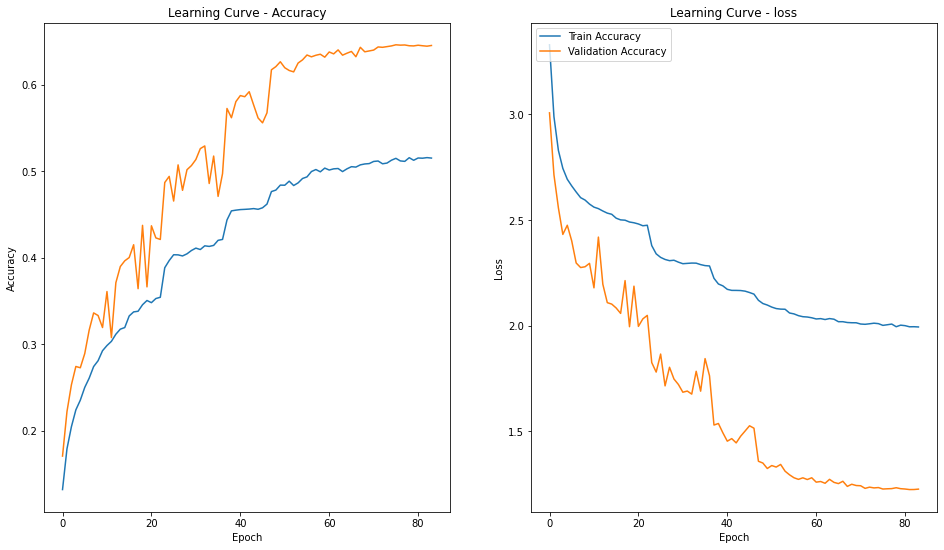 Learning Curve - Accuracy
Accuracy
0.6
0.5
0.4
0.3
0.2
0
20
40
60
80
Epoch
Learning Curve - loss
Train Accuracy
Validation Accuracy
Loss
3.0
2.5
2.0
1.5
0
20
40
60
80
Epoch